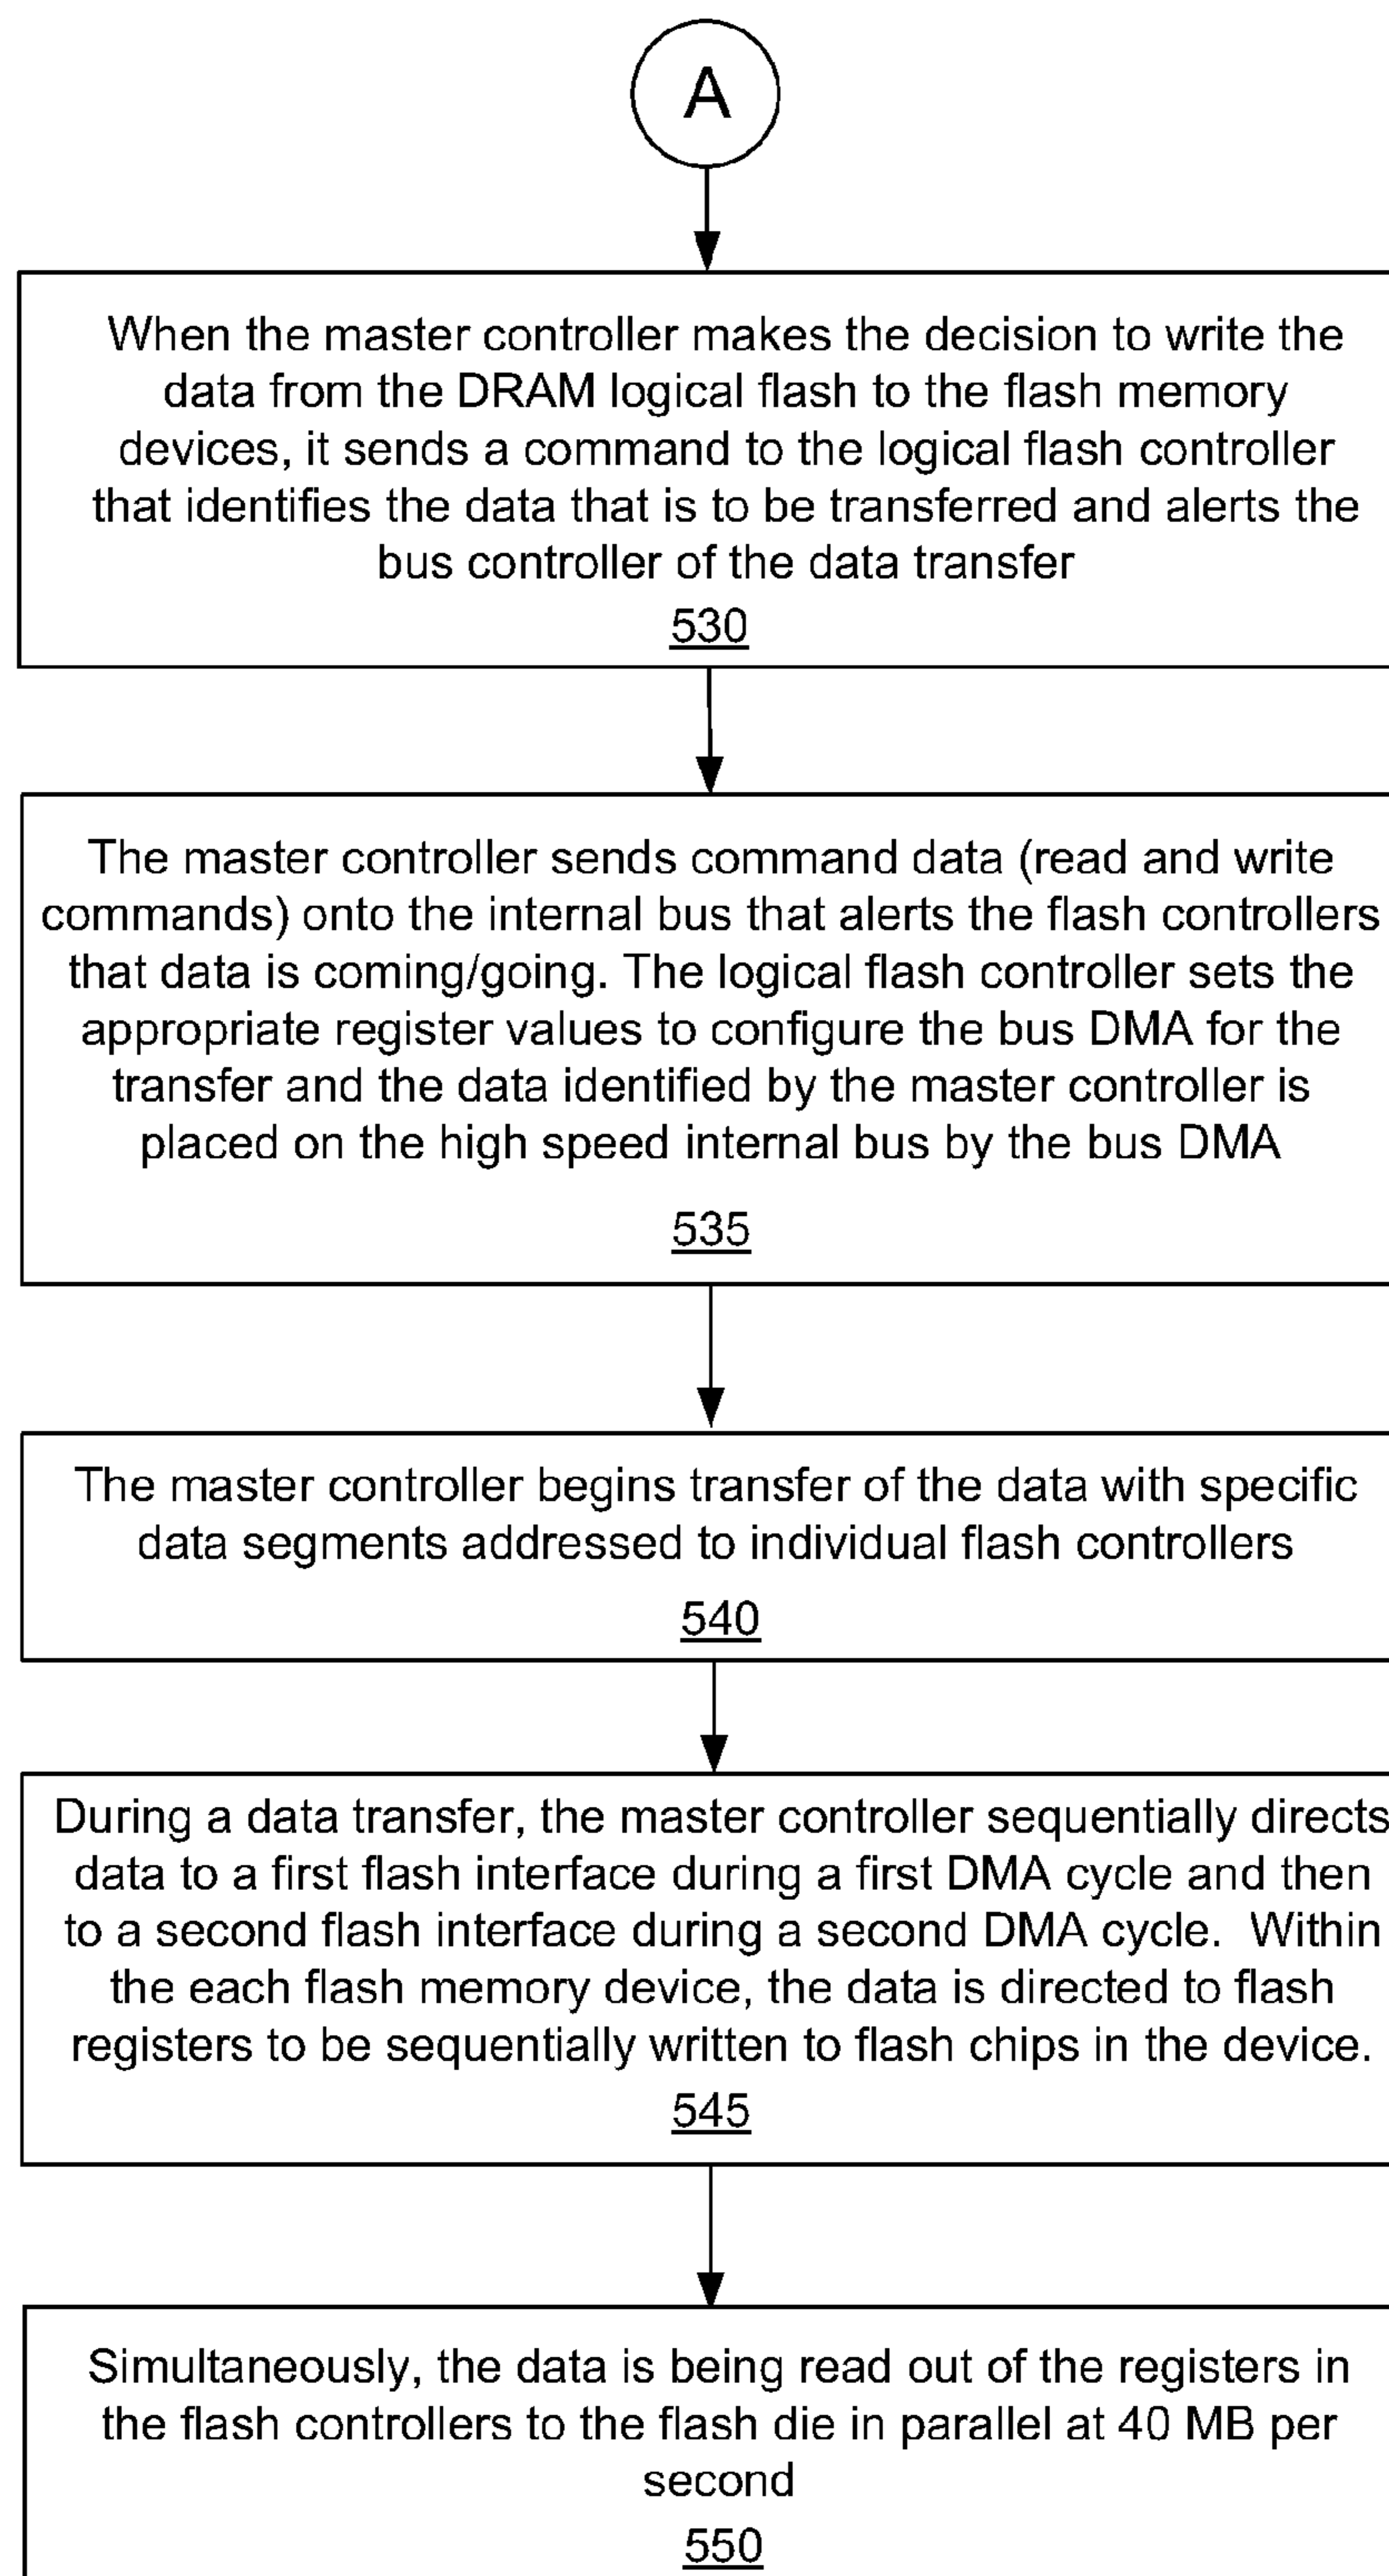 A
When the master controller makes the decision to write the
data from the DRAM logical flash to the flash memory
devices, it sends a command to the logical flash controller
that identifies the data that is to be transferred and alerts the
bus controller of the data transfer
530
The master controller sends command data (read and write
commands) onto the internal bus that alerts the flash controllers
that data is coming/going. The logical flash controller sets the
appropriate register values to configure the bus DMA for the
transfer and the data identified by the master controller is
placed on the high speed internal bus by the bus DMA
535
The master controller begins transfer of the data with specific
data segments addressed to individual flash controllers
540
During a data transfer, the master controller sequentially directs
data to a first flash interface during a first DMA cycle and then
to a second flash interface during a second DMA cycle.  Within
the each flash memory device, the data is directed to flash
registers to be sequentially written to flash chips in the device.
545
Simultaneously, the data is being read out of the registers in
the flash controllers to the flash die in parallel at 40 MB per
second
550